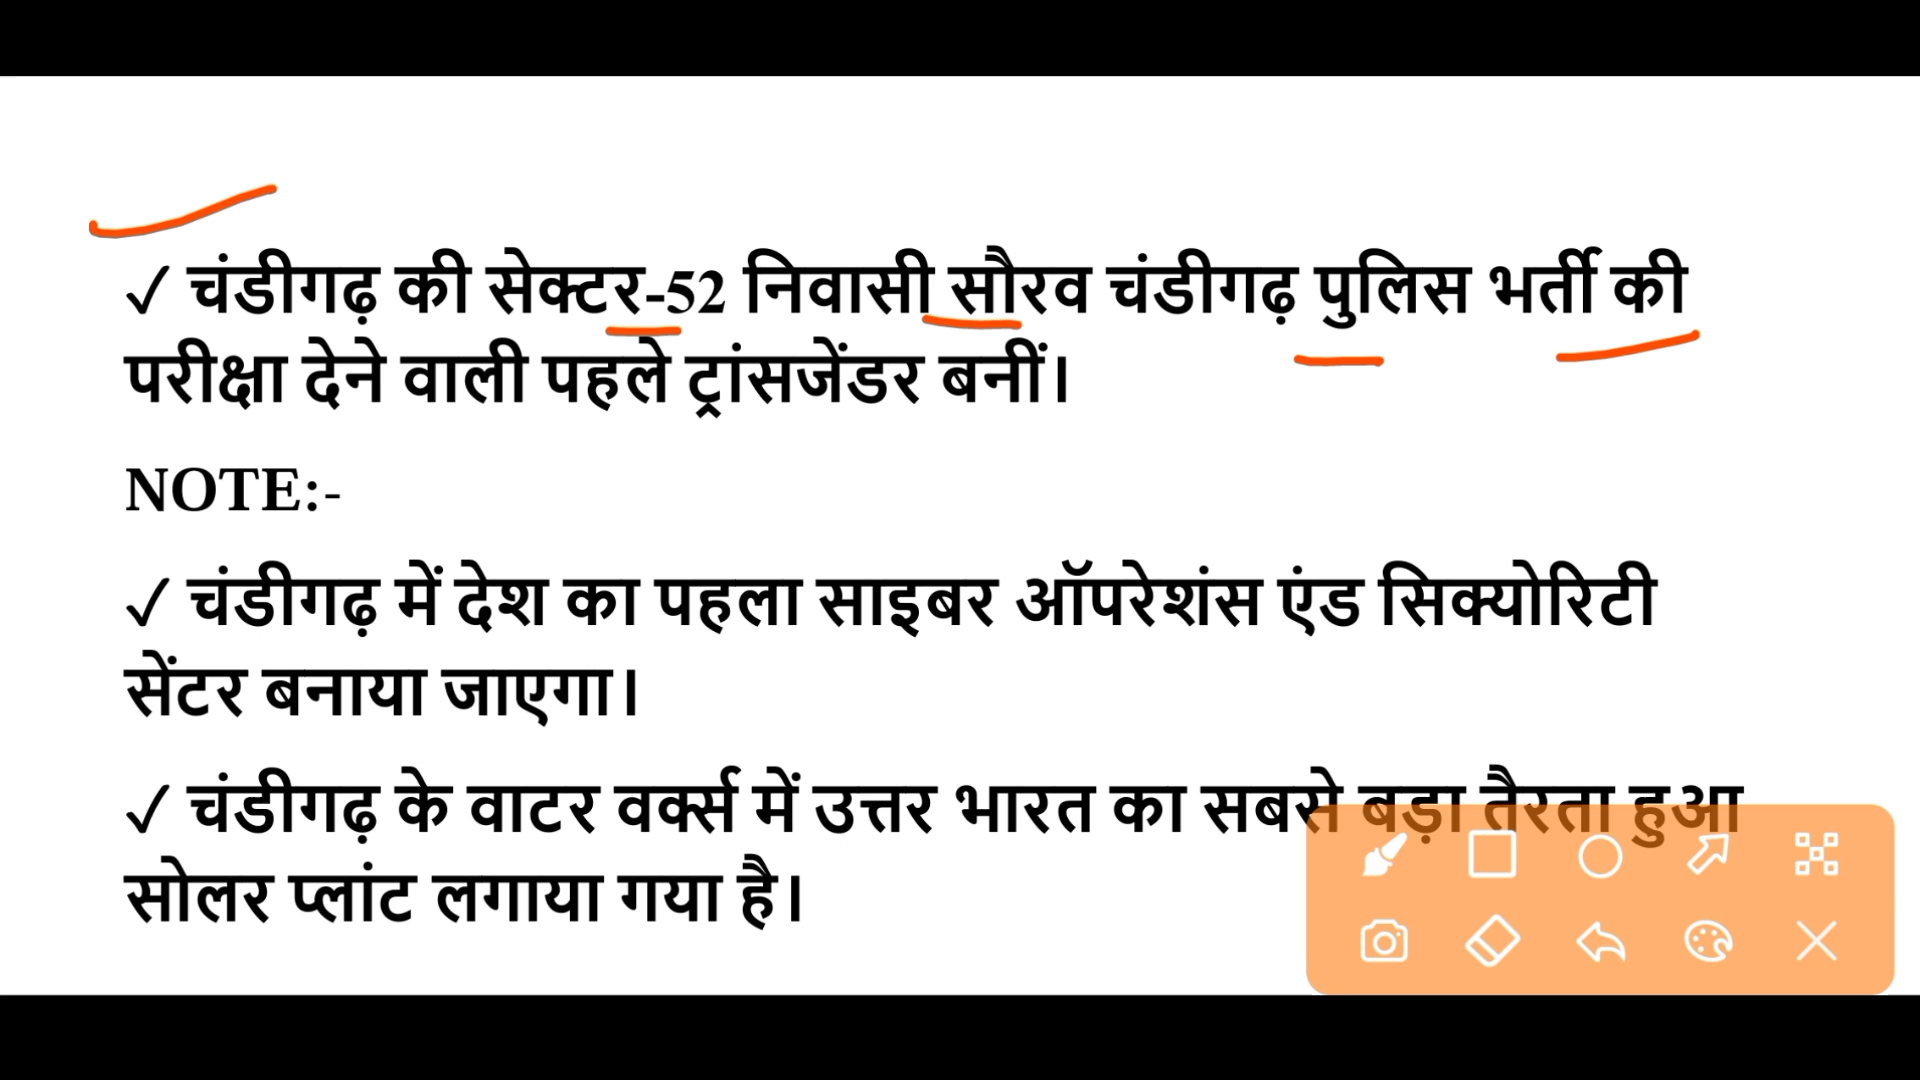 ✓ चंडीगढ़ की सेक्टर-52 निवासी सौरव चंडीगढ़ पुलिस भर्ती की
परीक्षा देने वाली पहले ट्रांसजेंडर बनीं।
NOTE:-
✓ चंडीगढ़ में देश का पहला साइबर ऑपरेशंस एंड सिक्योरिटी
सेंटर बनाया जाएगा।
✓ चंडीगढ़ के वाटर वर्क्स में उत्तर भारत का सबसे बड़ा तैरता हुआ
सोलर प्लांट लगाया गया है।